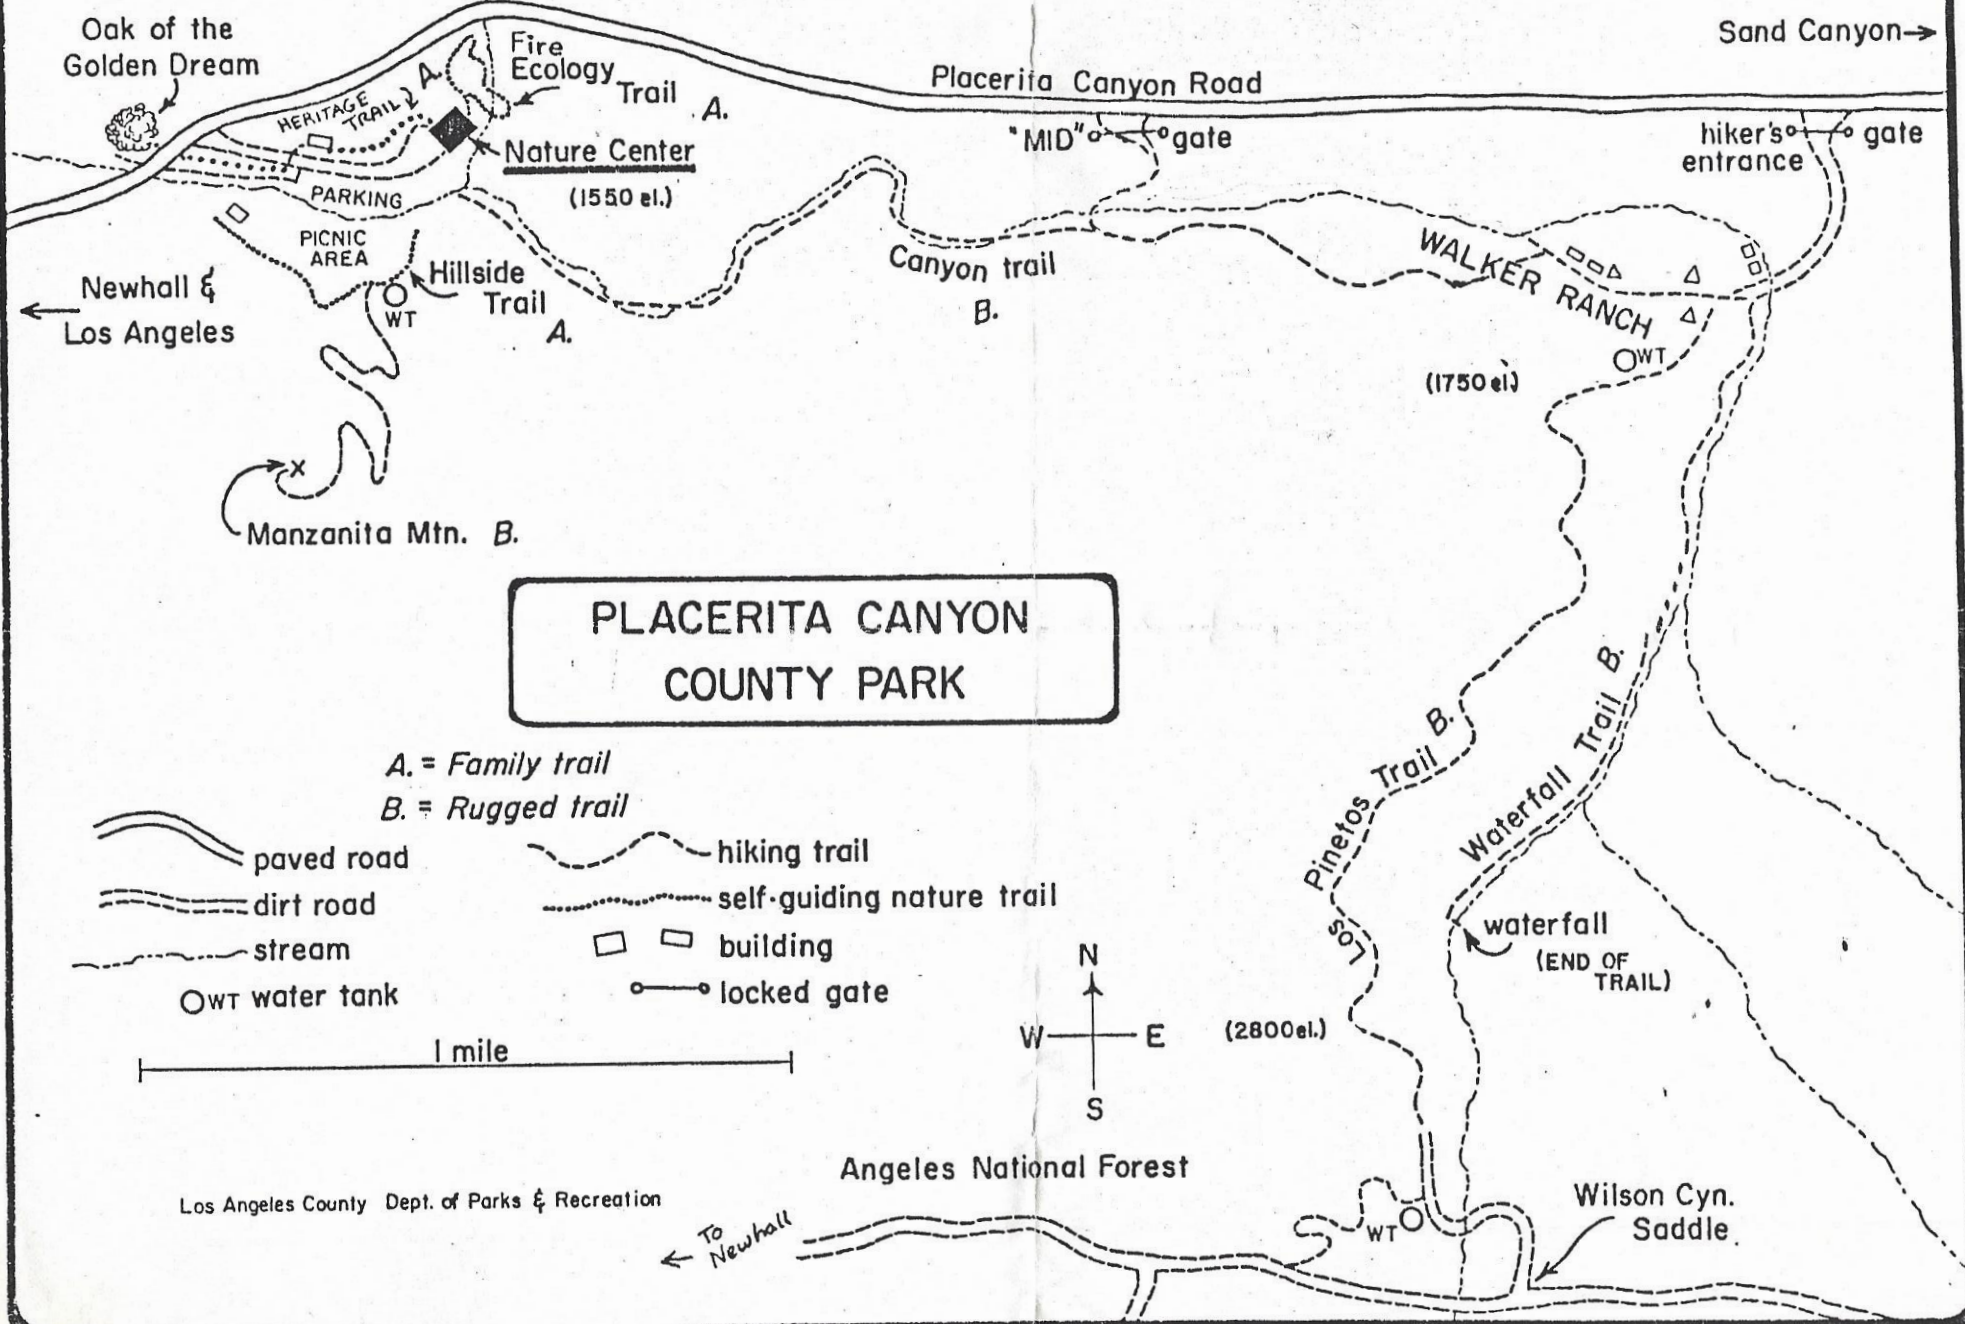 Oak of the
Golden Dream
HERITAGE
TRAIL
A.
Fire
Ecology
Trail
A.
Placerita Canyon Road
Sand Canyon→
"MID"
gate
hiker's
entrance
gate
Nature Center
(1550 el.)
PARKING
PICNIC
AREA
Hillside
Trail
A.
WT
Newhall &
Los Angeles
Canyon trail
B.
WALKER RANCH
WT
(1750 el.)
Manzanita Mtn. B.
PLACERITA CANYON
COUNTY PARK
A. = Family trail
B. = Rugged trail
paved road
dirt road
stream
WT water tank
hiking trail
self-guiding nature trail
building
locked gate
1 mile
Los Pinetos Trail B.
Waterfall Trail B.
waterfall
(END OF
TRAIL)
N
W
E
S
(2800 el.)
Angeles National Forest
Los Angeles County Dept. of Parks & Recreation
← To
Newhall
WT
Wilson Cyn.
Saddle